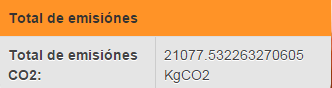 Total de emisiónes
Total de emisiónes 21077.532263270605
CO2: KgCO2